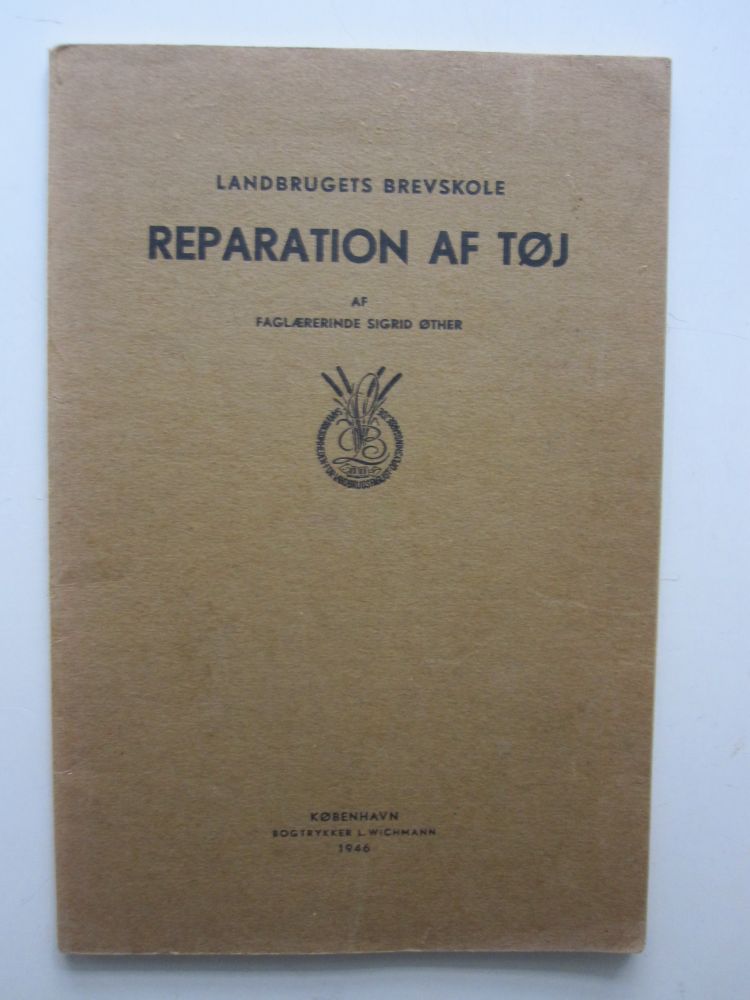 LANDBRUGETS BREVSKOLE
REPARATION AF TØJ
AF
FAGLÆRERINDE SIGRID ØTHER
KØBENHAVN
BOGTRYKKER L. WICHMANN
1946